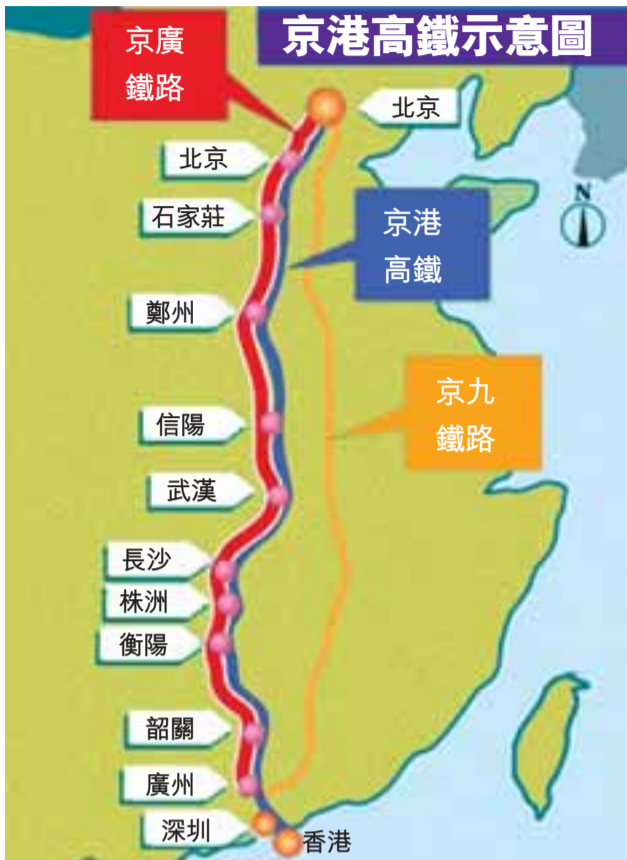 京港高鐵示意圖
京廣
鐵路
北京
北京
石家莊
京港
高鐵
N
鄭州
京九
鐵路
信陽
武漢
長沙
株洲
衡陽
韶關
廣州
深圳
香港